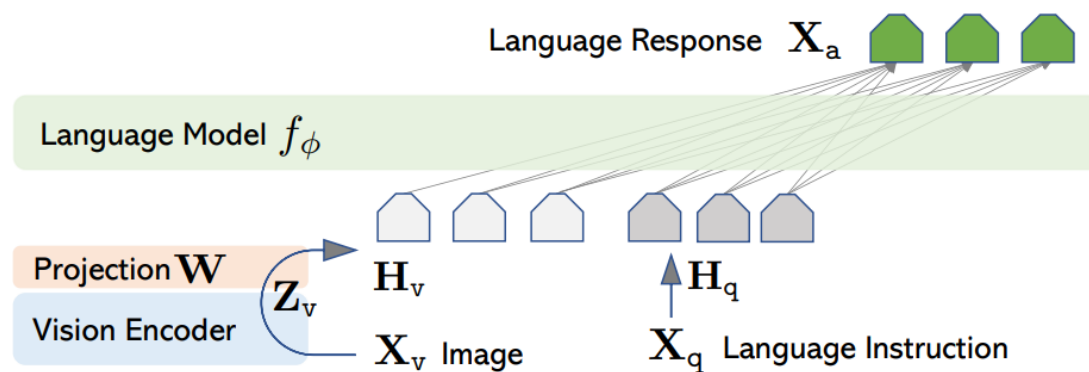 Language Response X_a
Language Model f_ϕ
Projection W
Z_v
H_v
H_q
Vision Encoder
X_v Image
X_q Language Instruction